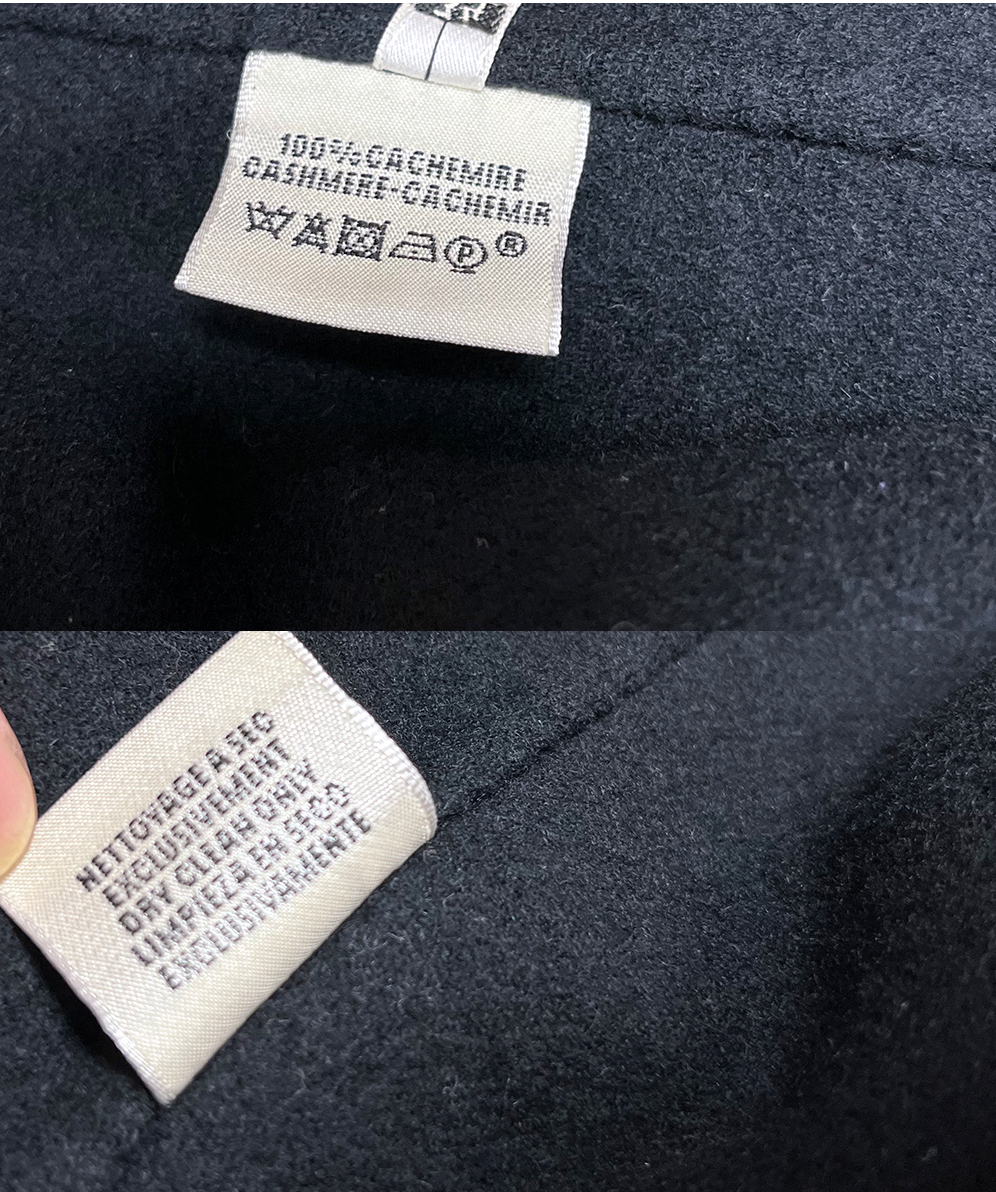 100%CACHEMIRE
CASHMERE-CACHEMIR
P ®
NETTOYAGE A SEC
EXCLUSIVEMENT
DRY CLEAN ONLY
LIMPIEZA EN SECO
EXCLUSIVAMENTE